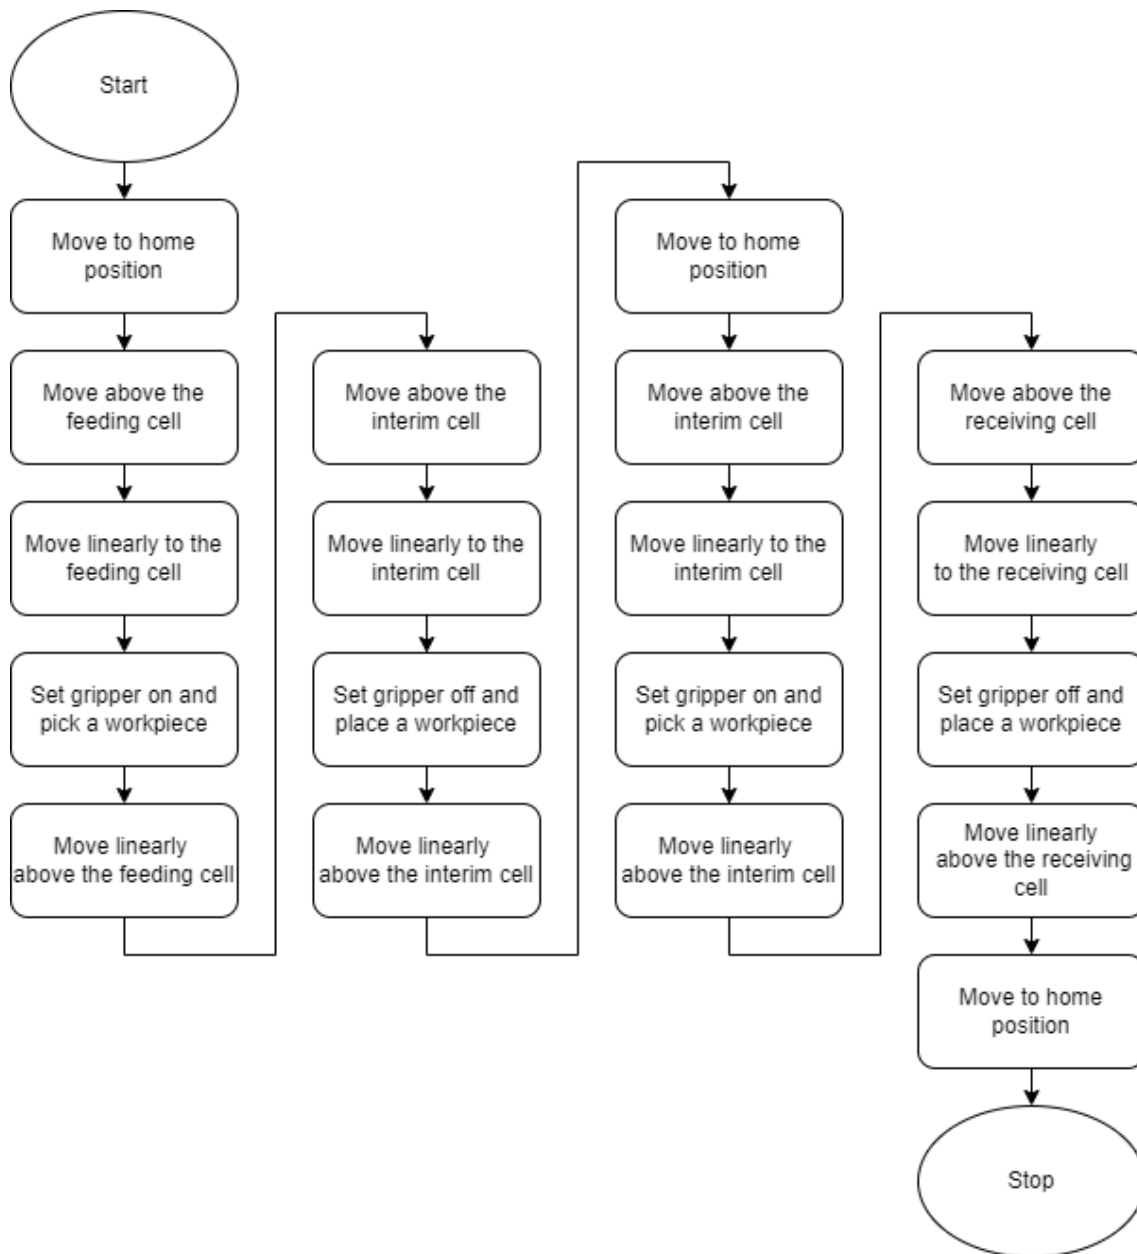 Start
Move to home
position
Move above the
feeding cell
Move linearly to the
feeding cell
Set gripper on and
pick a workpiece
Move linearly
above the feeding cell
Move above the
interim cell
Move linearly to the
interim cell
Set gripper off and
place a workpiece
Move linearly
above the interim cell
Move to home
position
Move above the
interim cell
Move linearly to the
interim cell
Set gripper on and
pick a workpiece
Move linearly
above the interim cell
Move above the
receiving cell
Move linearly
to the receiving cell
Set gripper off and
place a workpiece
Move linearly
above the receiving
cell
Move to home
position
Stop